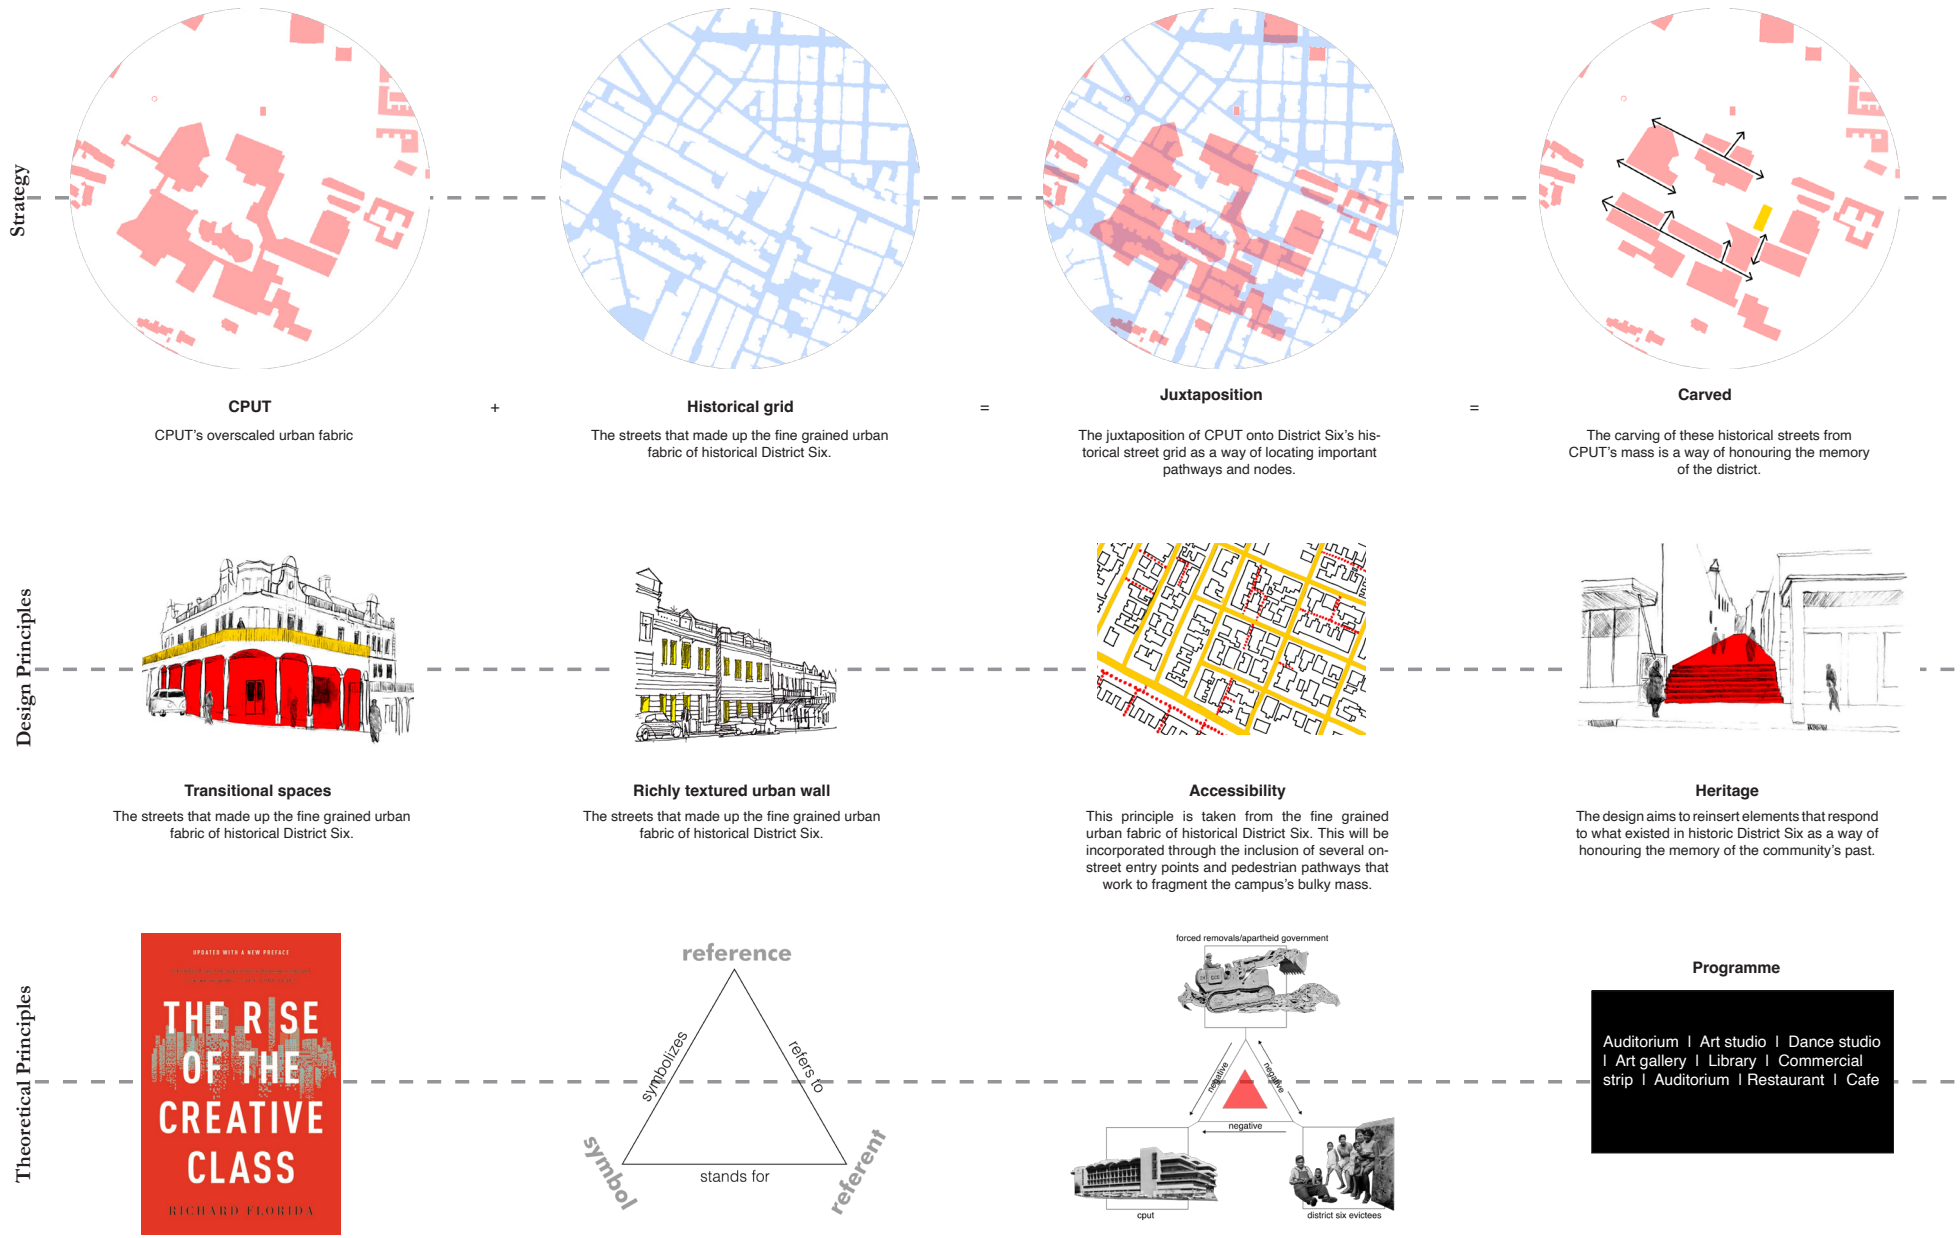 Strategy
CPUT
CPUT's overscaled urban fabric
+
Historical grid
The streets that made up the fine grained urban
fabric of historical District Six.
=
Juxtaposition
The juxtaposition of CPUT onto District Six's his-
torical street grid as a way of locating important
pathways and nodes.
=
Carved
The carving of these historical streets from
CPUT's mass is a way of honouring the memory
of the district.
Design Principles
Transitional spaces
The streets that made up the fine grained urban
fabric of historical District Six.
Richly textured urban wall
The streets that made up the fine grained urban
fabric of historical District Six.
Accessibility
This principle is taken from the fine grained
urban fabric of historical District Six. This will be
incorporated through the inclusion of several on-
street entry points and pedestrian pathways that
work to fragment the campus's bulky mass.
Heritage
The design aims to reinsert elements that respond
to what existed in historic District Six as a way of
honouring the memory of the community's past.
Theoretical Principles
UPDATED WITH A NEW PREFACE
THE RISE
OF THE
CREATIVE
CLASS
RICHARD FLORIDA
reference
symbolizes
refers to
symbol
stands for
referent
forced removals/apartheid government
negative
negative
negative
cput
district six evictees
Programme
Auditorium I Art studio I Dance studio
I Art gallery I Library I Commercial
strip I Auditorium I Restaurant I Cafe